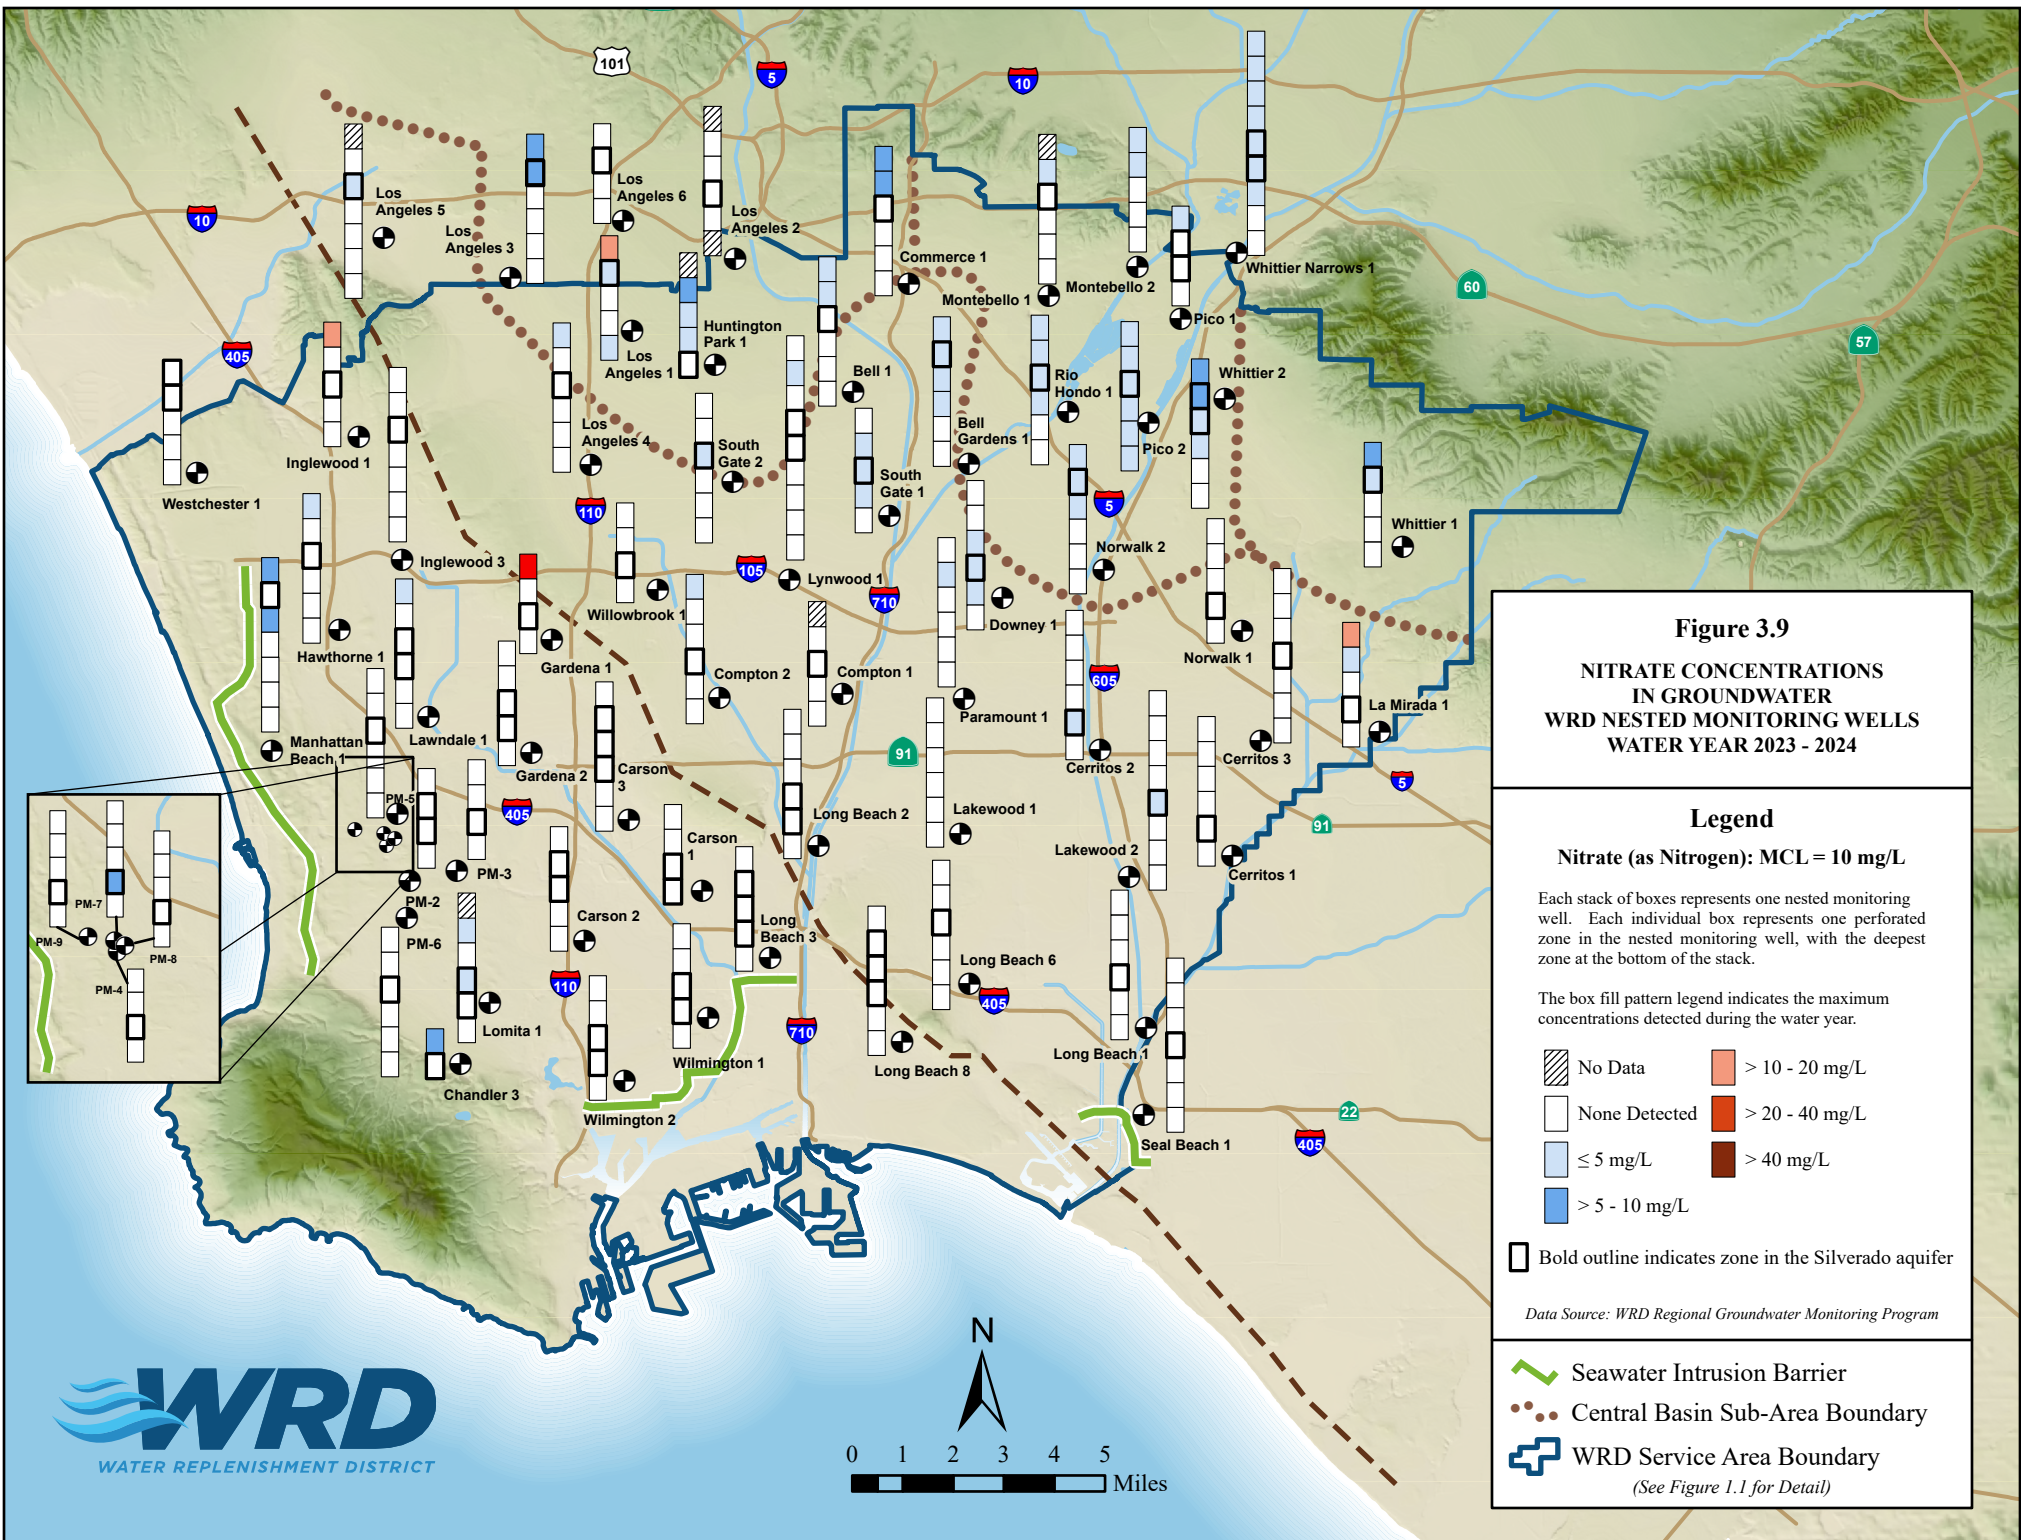 101
5
10
10
Los
Angeles 5
Los
Angeles 6
Los
Angeles 3
Los
Angeles 2
Commerce 1
Montebello 1
Montebello 2
Whittier Narrows 1
Pico 1
60
57
405
Los
Angeles 1
Huntington
Park 1
Bell 1
Rio
Hondo 1
Whittier 2
Inglewood 1
Westchester 1
Los
Angeles 4
South
Gate 2
South
Gate 1
Bell
Gardens 1
Pico 2
110
5
Whittier 1
Norwalk 2
Inglewood 3
Willowbrook 1
105
Lynwood 1
710
Downey 1
Norwalk 1
Hawthorne 1
Gardena 1
Compton 2
Compton 1
Paramount 1
605
La Mirada 1
Manhattan
Beach 1
Lawndale 1
Gardena 2
Carson
3
91
Cerritos 2
Cerritos 3
5
PM-5
405
Long Beach 2
Lakewood 1
91
Carson
1
Lakewood 2
Cerritos 1
PM-3
PM-2
PM-6
Carson 2
Long
Beach 3
PM-7
PM-9
PM-8
PM-4
110
Lomita 1
Long Beach 6
405
710
Wilmington 1
Long Beach 8
Long Beach 1
Chandler 3
Wilmington 2
Seal Beach 1
22
405
Figure 3.9
NITRATE CONCENTRATIONS
IN GROUNDWATER
WRD NESTED MONITORING WELLS
WATER YEAR 2023 - 2024
Legend
Nitrate (as Nitrogen): MCL = 10 mg/L
Each stack of boxes represents one nested monitoring
well. Each individual box represents one perforated
zone in the nested monitoring well, with the deepest
zone at the bottom of the stack.
The box fill pattern legend indicates the maximum
concentrations detected during the water year.
No Data
> 10 - 20 mg/L
None Detected
> 20 - 40 mg/L
≤ 5 mg/L
> 40 mg/L
> 5 - 10 mg/L
Bold outline indicates zone in the Silverado aquifer
Data Source: WRD Regional Groundwater Monitoring Program
Seawater Intrusion Barrier
Central Basin Sub-Area Boundary
WRD Service Area Boundary
(See Figure 1.1 for Detail)
N
0 1 2 3 4 5
Miles
WRD
WATER REPLENISHMENT DISTRICT